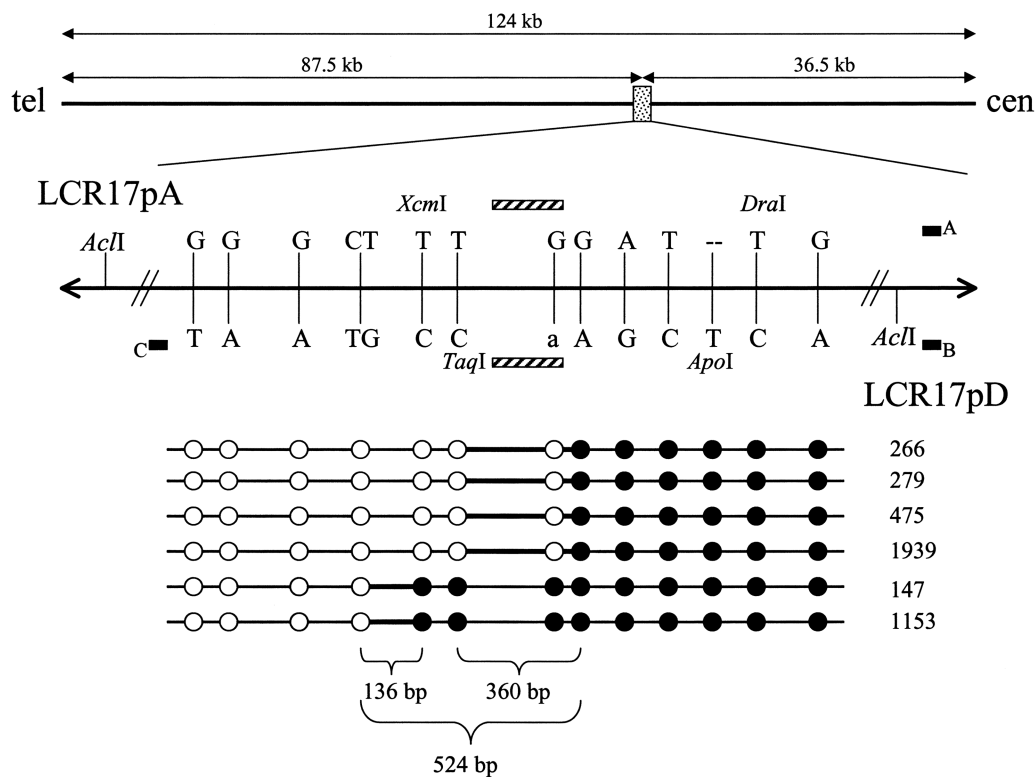 124 kb
87.5 kb 36.5 kb
tel cen
LCR17pA
XcmI DraI
A
AclI G G G CT T T G G A T -- T G
C T A A TG C C a A G C T C A AclI B
TaqI ApoI
LCR17pD
266
279
475
1939
147
1153
136 bp 360 bp
524 bp